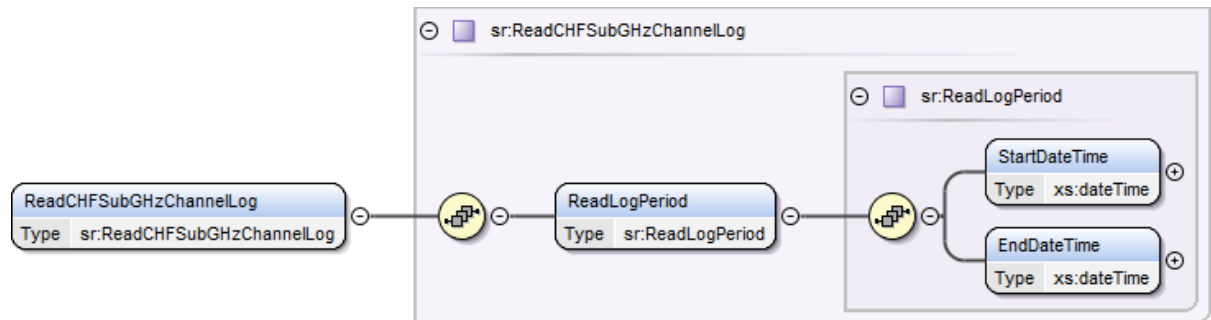 sr:ReadCHFSubGHzChannelLog
sr:ReadLogPeriod
ReadCHFSubGHzChannelLog
Type sr:ReadCHFSubGHzChannelLog
ReadLogPeriod
Type sr:ReadLogPeriod
StartDateTime
Type xs:dateTime
EndDateTime
Type xs:dateTime